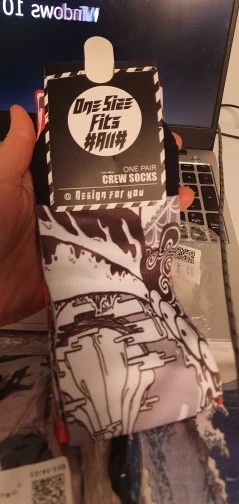 Windows 10
One Size
Fits
#All#
ONE PAIR
CREW SOCKS
@ Design for you